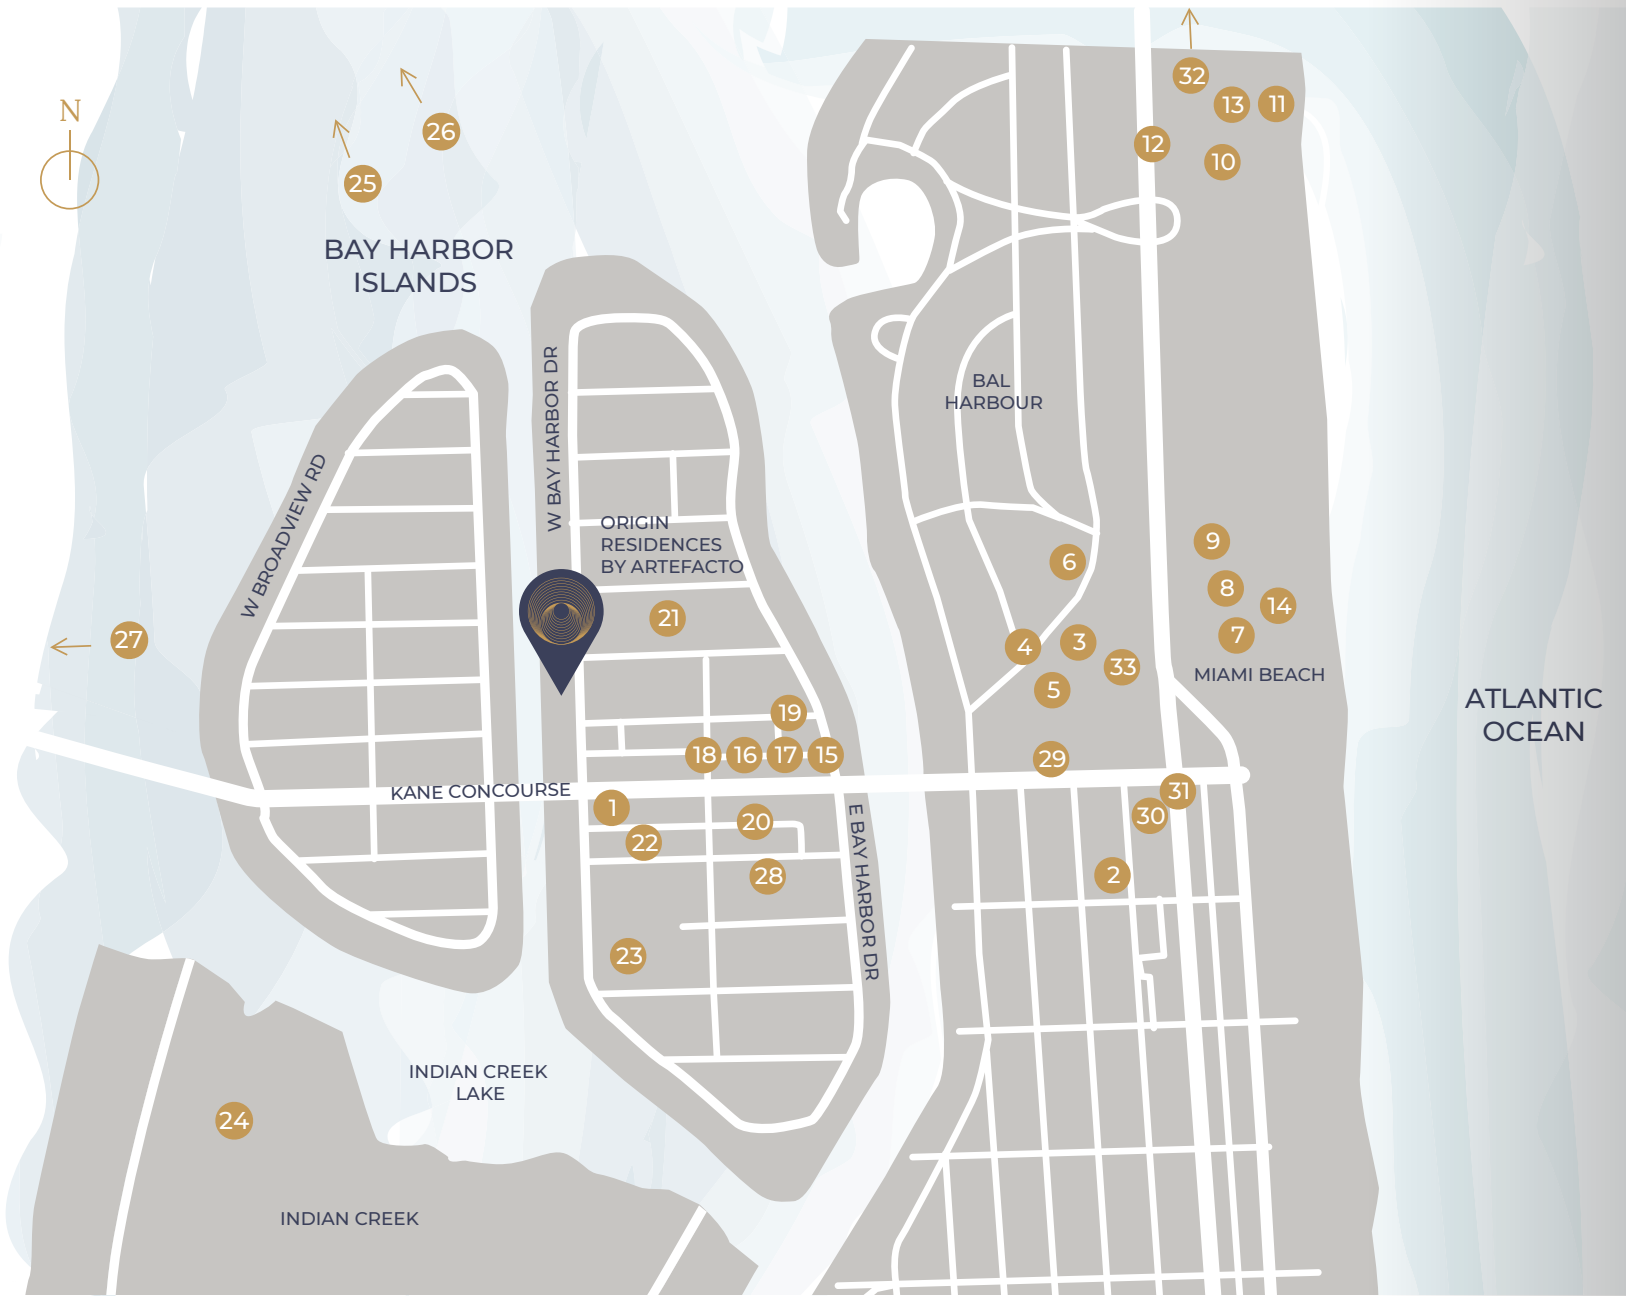 32
13
11
N
26
12
10
25
BAY HARBOR
ISLANDS
W BAY HARBOR DR
BAL
HARBOUR
W BROADVIEW RD
ORIGIN
RESIDENCES
BY ARTEFACTO
9
6
8
14
21
27
7
3
4
33
MIAMI BEACH
5
ATLANTIC
OCEAN
19
18
16
17
15
29
KANE CONCOURSE
31
1
30
20
22
E BAY HARBOR DR
28
2
23
INDIAN CREEK
LAKE
24
INDIAN CREEK